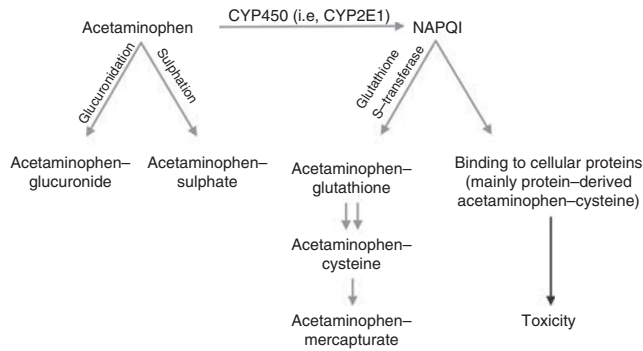 CYP450 (i.e, CYP2E1)
Acetaminophen
NAPQI
Glucuronidation
Sulphation
Glutathione
S–transferase
Acetaminophen–
glucuronide
Acetaminophen–
sulphate
Acetaminophen–
glutathione
Binding to cellular proteins
(mainly protein–derived
acetaminophen–cysteine)
Acetaminophen–
cysteine
Acetaminophen–
mercapturate
Toxicity